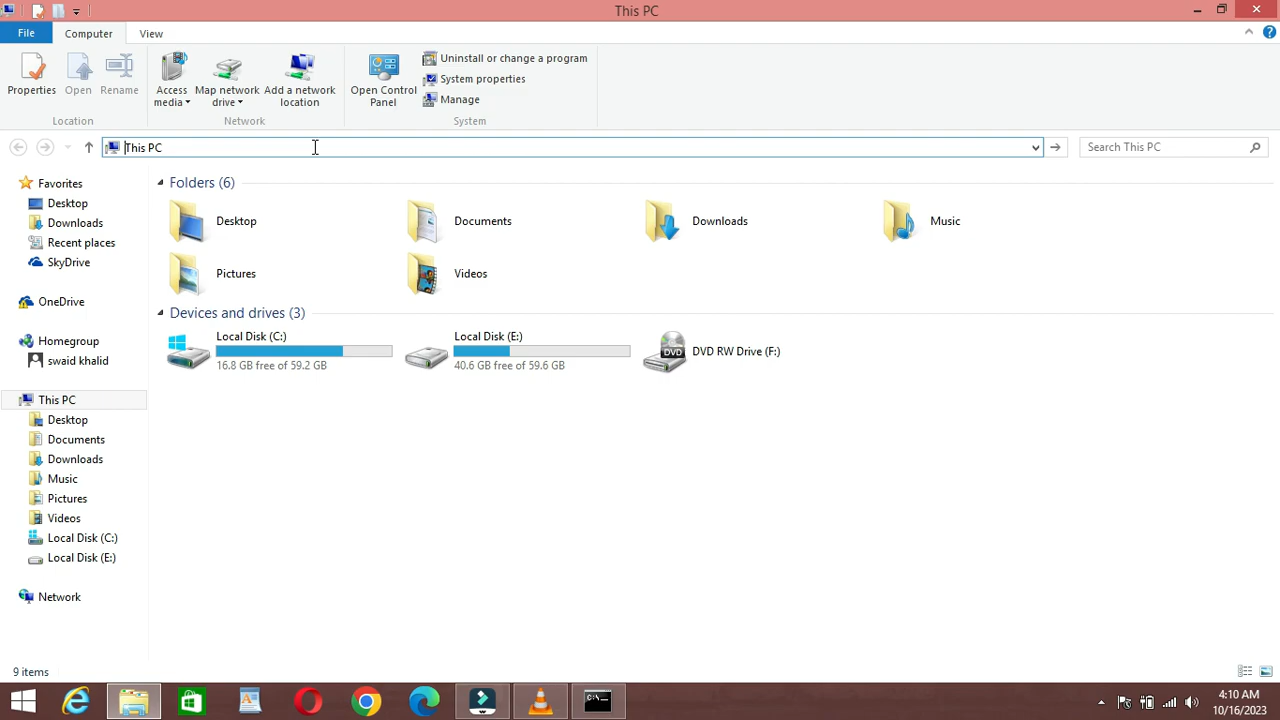 This PC
File Computer View
Properties Open Rename Access media Map network drive Add a network location Open Control Panel Uninstall or change a program
System properties
Manage
Location Network System
This PC Search This PC
Favorites
Desktop
Downloads
Recent places
SkyDrive
OneDrive
Homegroup
swaid khalid
This PC
Desktop
Documents
Downloads
Music
Pictures
Videos
Local Disk (C:)
Local Disk (E:)
Network
Folders (6)
Desktop Documents Downloads Music
Pictures Videos
Devices and drives (3)
Local Disk (C:) Local Disk (E:)
DVD DVD RW Drive (F:)
16.8 GB free of 59.2 GB 40.6 GB free of 59.6 GB
9 items
4:10 AM
10/16/2023